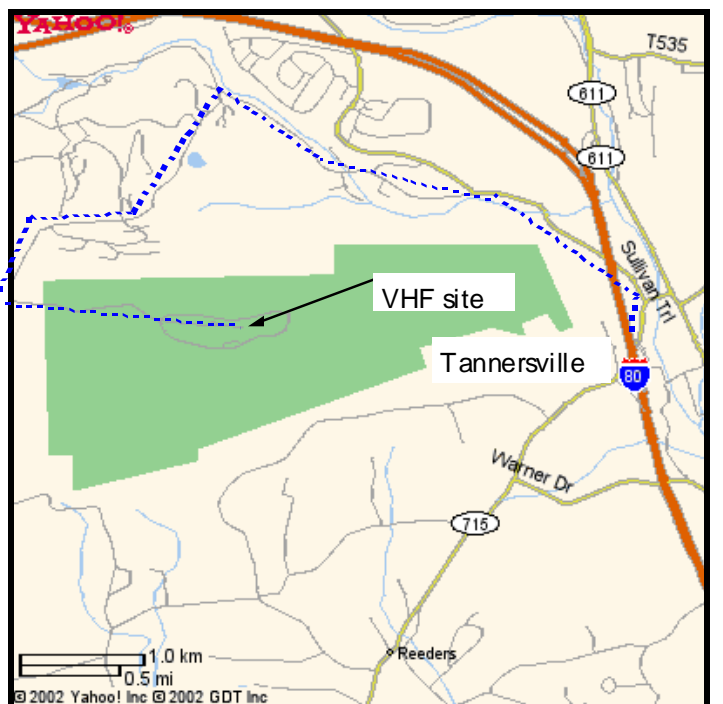 YAHOO!®
T535
611
611
Sullivan Trl
VHF site
Tannersville
80
Warner Dr
715
Reeders
1.0 km
0.5 mi
© 2002 Yahoo! Inc © 2002 GDT Inc